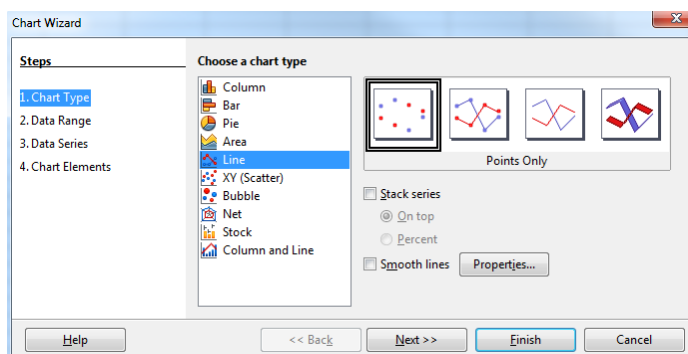 Chart Wizard
Steps
1. Chart Type
2. Data Range
3. Data Series
4. Chart Elements
Choose a chart type
Column
Bar
Pie
Area
Line
XY (Scatter)
Bubble
Net
Stock
Column and Line
Points Only
Stack series
On top
Percent
Smooth lines
Properties...
Help
<< Back
Next >>
Finish
Cancel